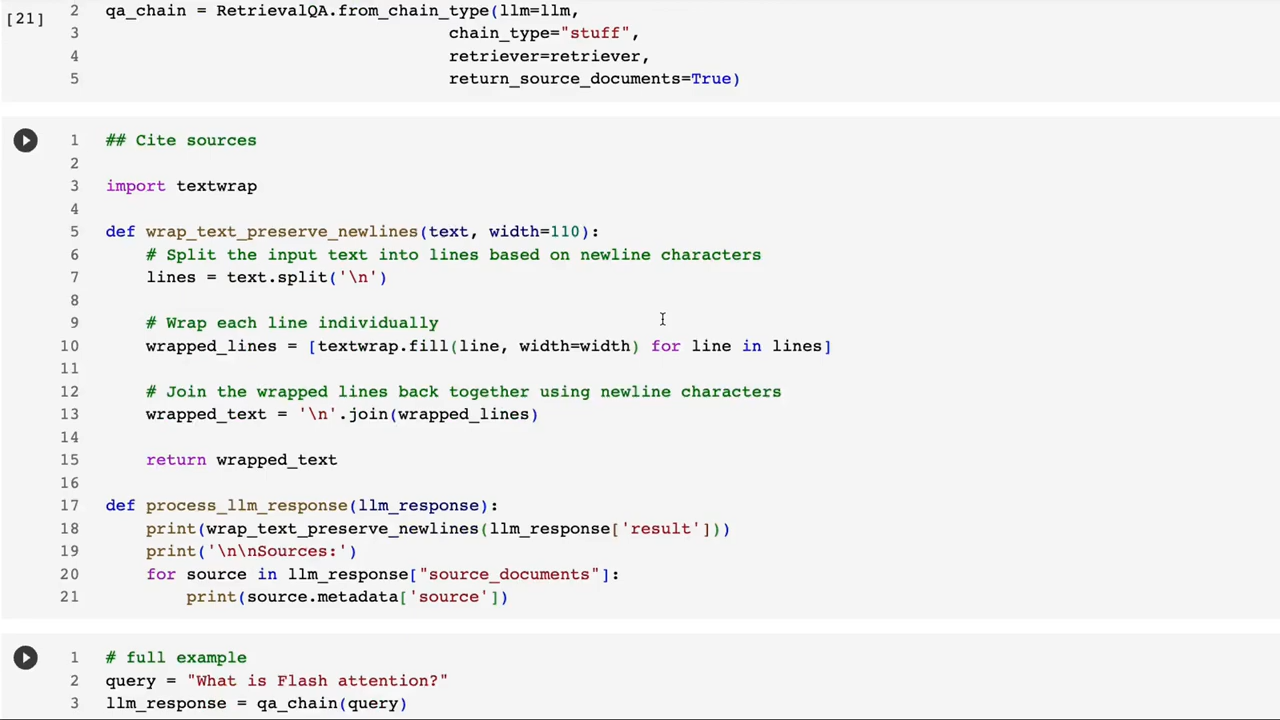 [21]
2 qa_chain = RetrievalQA.from_chain_type(llm=llm,
3 chain_type="stuff",
4 retriever=retriever,
5 return_source_documents=True)
1 ## Cite sources
2
3 import textwrap
4
5 def wrap_text_preserve_newlines(text, width=110):
6 # Split the input text into lines based on newline characters
7 lines = text.split('\n')
8
9 # Wrap each line individually
10 wrapped_lines = [textwrap.fill(line, width=width) for line in lines]
11
12 # Join the wrapped lines back together using newline characters
13 wrapped_text = '\n'.join(wrapped_lines)
14
15 return wrapped_text
16
17 def process_llm_response(llm_response):
18 print(wrap_text_preserve_newlines(llm_response['result']))
19 print('\n\nSources:')
20 for source in llm_response["source_documents"]:
21 print(source.metadata['source'])
1 # full example
2 query = "What is Flash attention?"
3 llm_response = qa_chain(query)